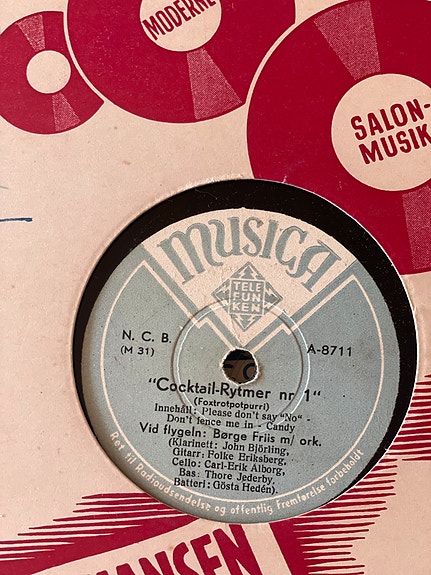 MODERNE
SALON-
MUSIK
MUSICA
TELE
FUN
KEN
N. C. B.
(M 31)
A-8711
"Cocktail-Rytmer nr 1"
(Foxtrotpotpurri)
Innehåll: Please don't say "No" -
Don't fence me in - Candy
Vid flygeln: Børge Friis m/ ork.
(Klarinett: John Björling,
Gitarr: Folke Eriksberg,
Cello: Carl-Erik Alborg,
Bas: Thore Jederby,
Batteri: Gösta Hedén).
Ret til Radioudsendelse og offentlig Fremførelse forbeholdt
HANSEN